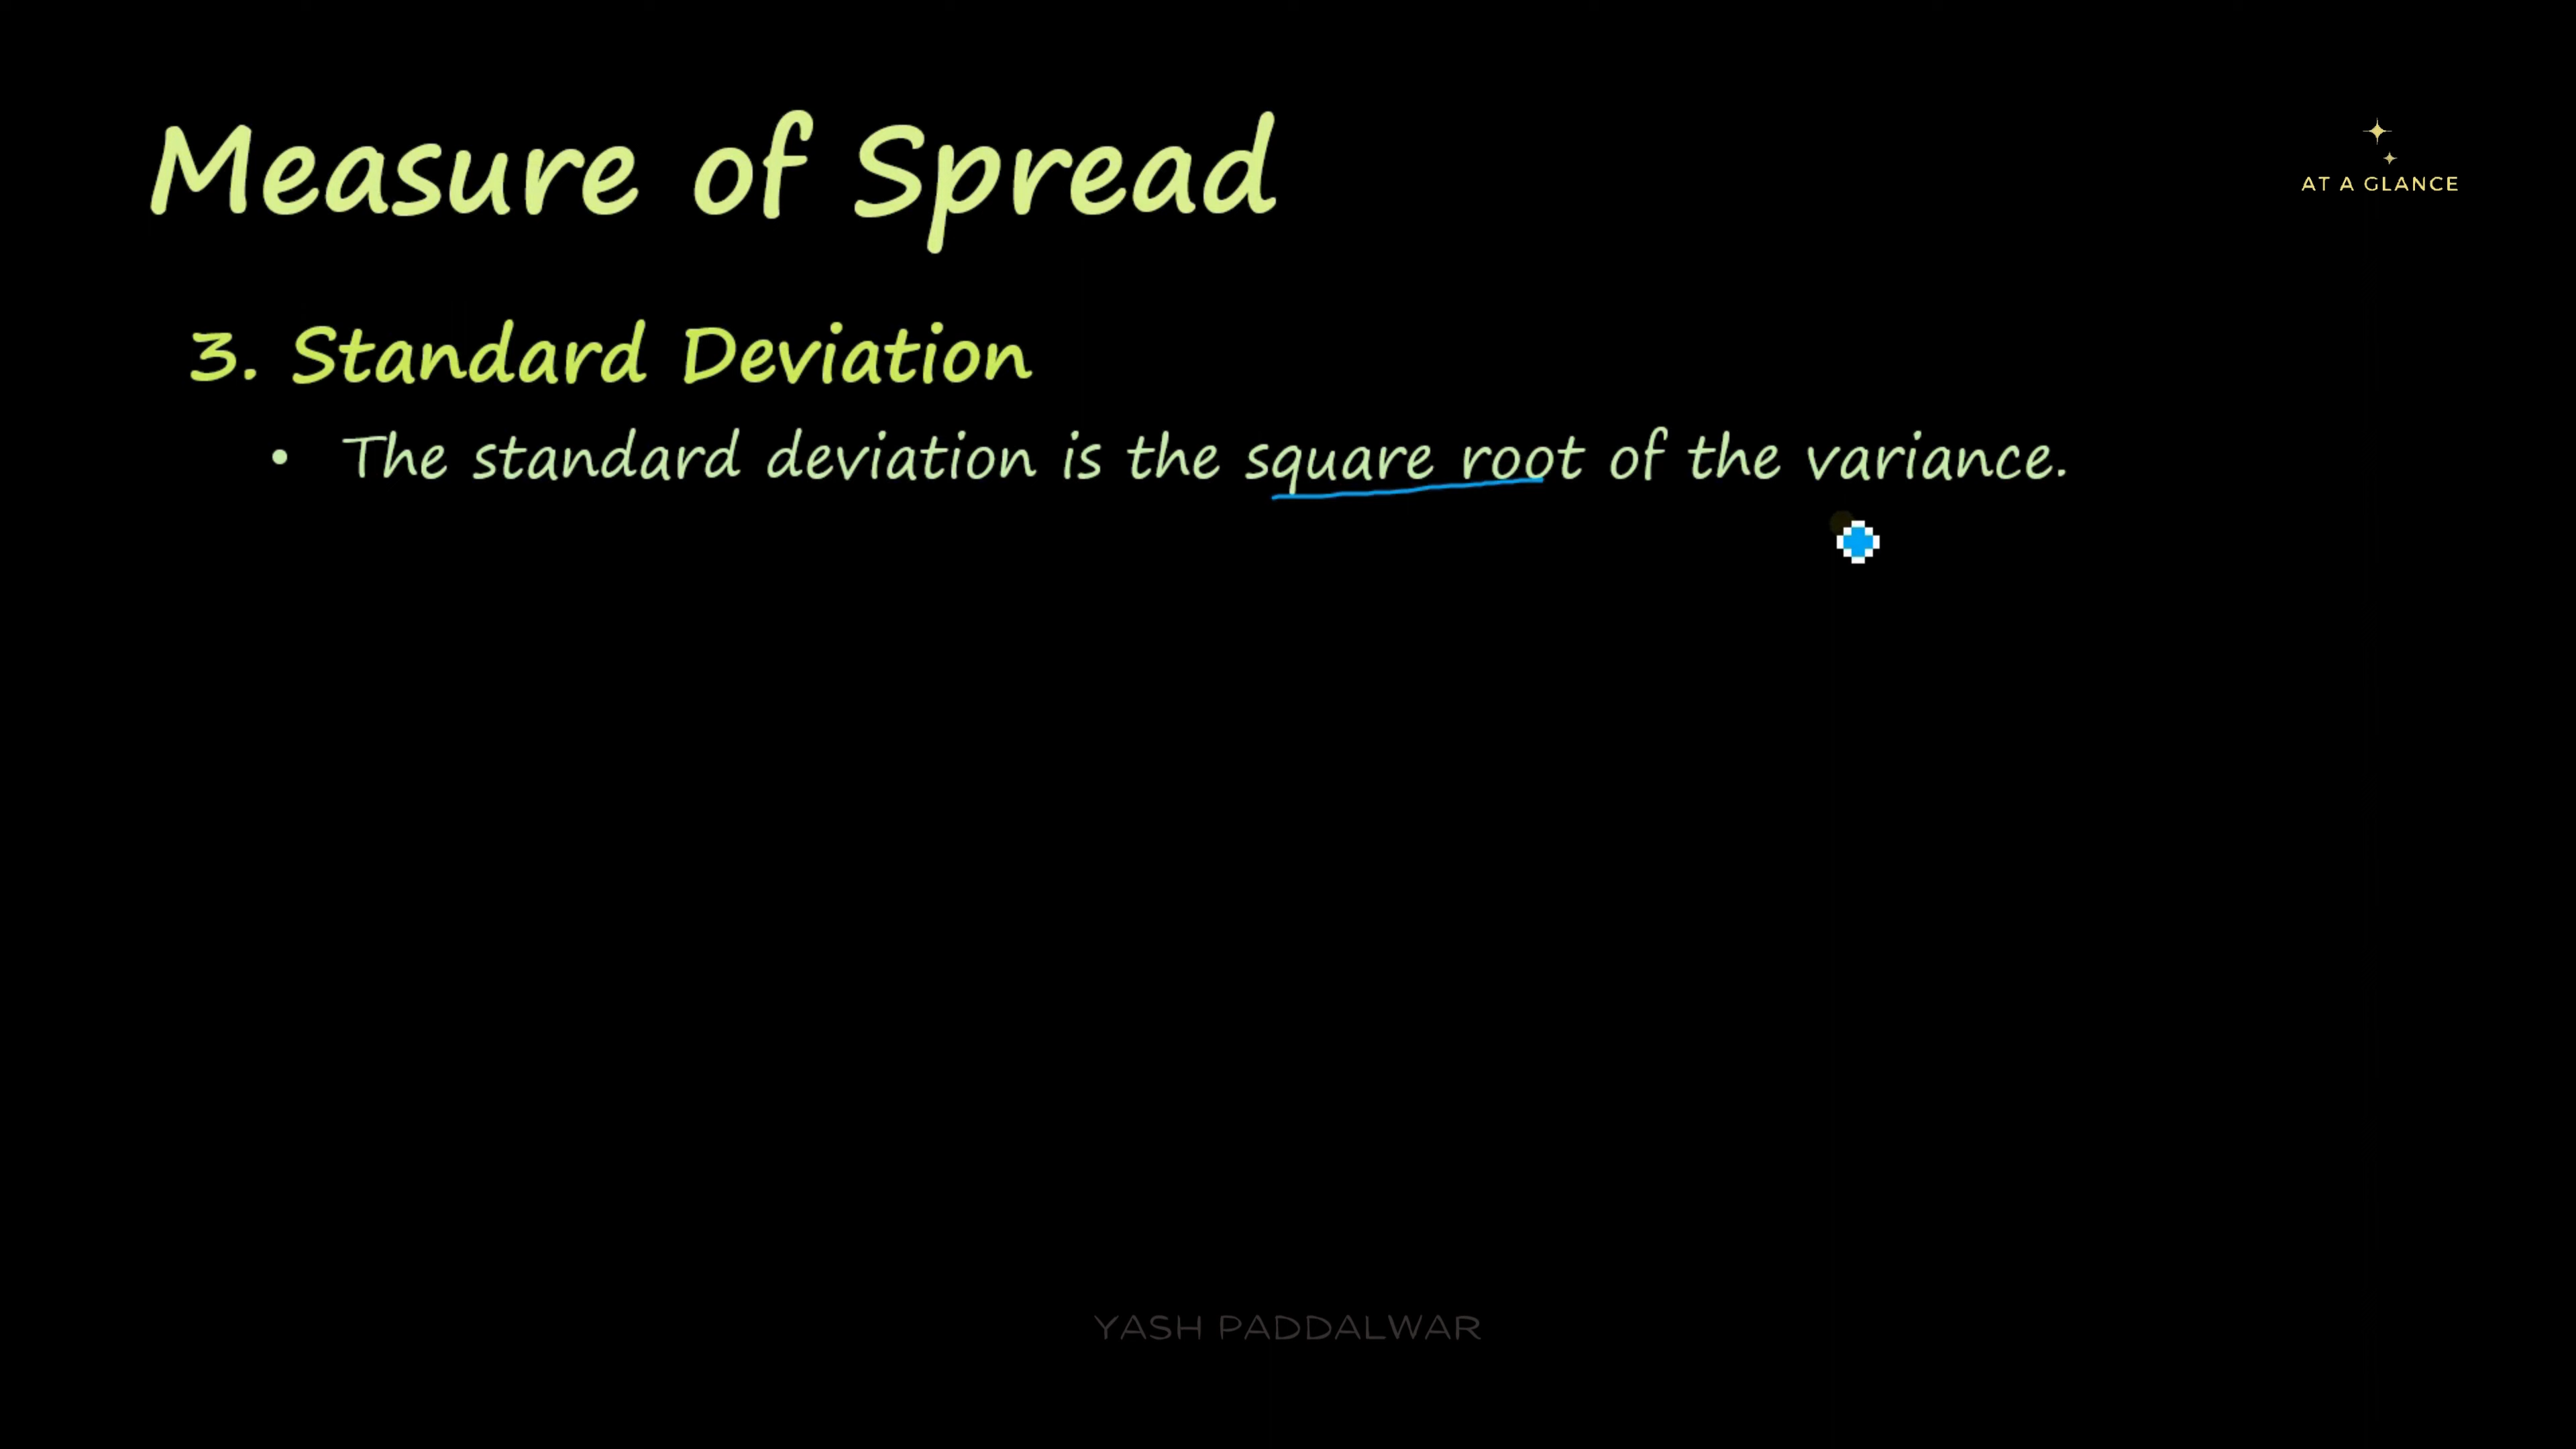 Measure of Spread
AT A GLANCE
3. Standard Deviation
• The standard deviation is the square root of the variance.
YASH PADDALWAR